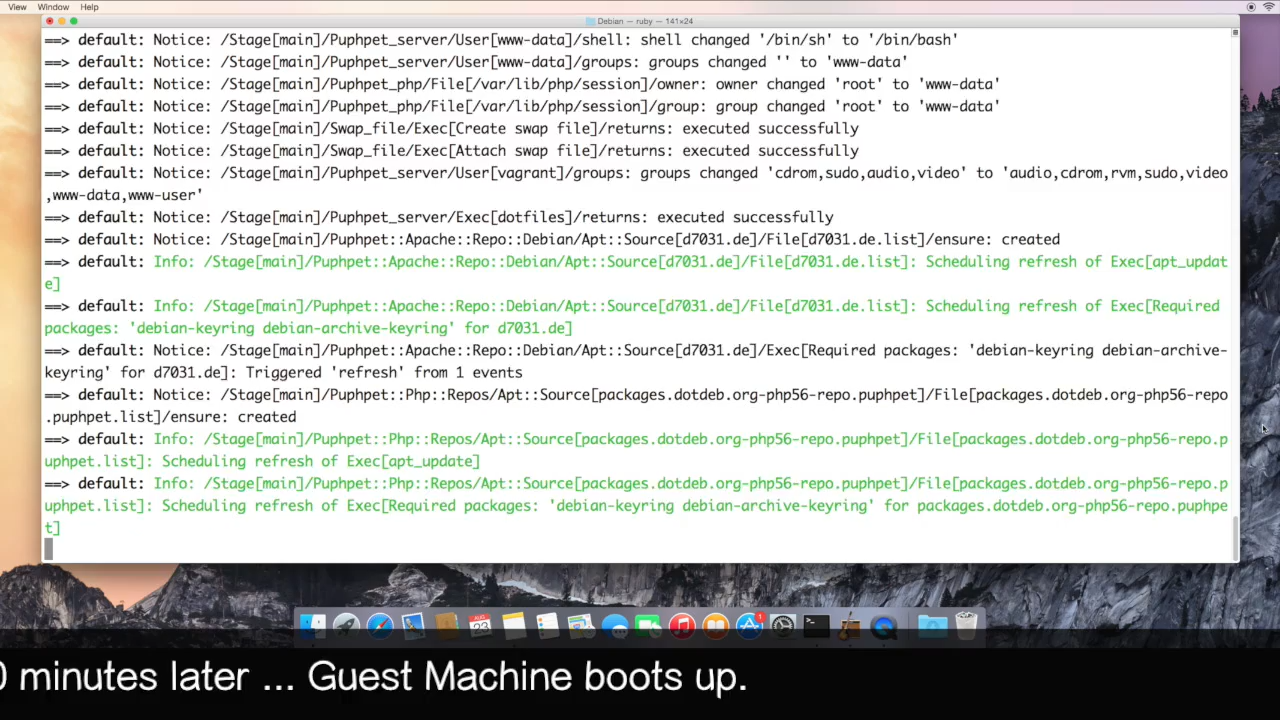 View Window Help
Debian — ruby — 141×24
==> default: Notice: /Stage[main]/Puphpet_server/User[www-data]/shell: shell changed '/bin/sh' to '/bin/bash'
==> default: Notice: /Stage[main]/Puphpet_server/User[www-data]/groups: groups changed '' to 'www-data'
==> default: Notice: /Stage[main]/Puphpet_php/File[/var/lib/php/session]/owner: owner changed 'root' to 'www-data'
==> default: Notice: /Stage[main]/Puphpet_php/File[/var/lib/php/session]/group: group changed 'root' to 'www-data'
==> default: Notice: /Stage[main]/Swap_file/Exec[Create swap file]/returns: executed successfully
==> default: Notice: /Stage[main]/Swap_file/Exec[Attach swap file]/returns: executed successfully
==> default: Notice: /Stage[main]/Puphpet_server/User[vagrant]/groups: groups changed 'cdrom,sudo,audio,video' to 'audio,cdrom,rvm,sudo,video
,www-data,www-user'
==> default: Notice: /Stage[main]/Puphpet_server/Exec[dotfiles]/returns: executed successfully
==> default: Notice: /Stage[main]/Puphpet::Apache::Repo::Debian/Apt::Source[d7031.de]/File[d7031.de.list]/ensure: created
==> default: Info: /Stage[main]/Puphpet::Apache::Repo::Debian/Apt::Source[d7031.de]/File[d7031.de.list]: Scheduling refresh of Exec[apt_updat
e]
==> default: Info: /Stage[main]/Puphpet::Apache::Repo::Debian/Apt::Source[d7031.de]/File[d7031.de.list]: Scheduling refresh of Exec[Required
packages: 'debian-keyring debian-archive-keyring' for d7031.de]
==> default: Notice: /Stage[main]/Puphpet::Apache::Repo::Debian/Apt::Source[d7031.de]/Exec[Required packages: 'debian-keyring debian-archive-
keyring' for d7031.de]: Triggered 'refresh' from 1 events
==> default: Notice: /Stage[main]/Puphpet::Php::Repos/Apt::Source[packages.dotdeb.org-php56-repo.puphpet]/File[packages.dotdeb.org-php56-repo
.puphpet.list]/ensure: created
==> default: Info: /Stage[main]/Puphpet::Php::Repos/Apt::Source[packages.dotdeb.org-php56-repo.puphpet]/File[packages.dotdeb.org-php56-repo.p
uphpet.list]: Scheduling refresh of Exec[apt_update]
==> default: Info: /Stage[main]/Puphpet::Php::Repos/Apt::Source[packages.dotdeb.org-php56-repo.puphpet]/File[packages.dotdeb.org-php56-repo.p
uphpet.list]: Scheduling refresh of Exec[Required packages: 'debian-keyring debian-archive-keyring' for packages.dotdeb.org-php56-repo.puphpe
t]
AUG
23
1
0 minutes later ... Guest Machine boots up.